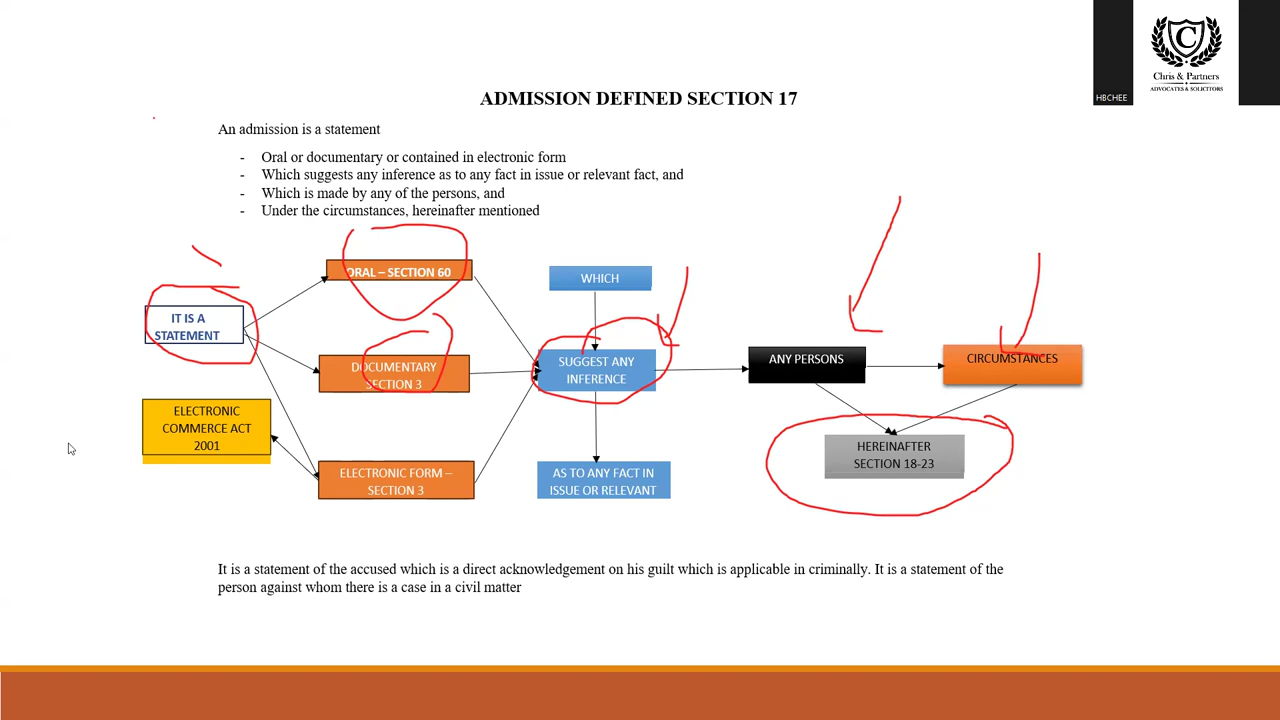 C
Chris & Partners
ADVOCATES & SOLICITORS
HBCHEE
ADMISSION DEFINED SECTION 17
An admission is a statement
- Oral or documentary or contained in electronic form
- Which suggests any inference as to any fact in issue or relevant fact, and
- Which is made by any of the persons, and
- Under the circumstances, hereinafter mentioned
ORAL – SECTION 60
WHICH
IT IS A
STATEMENT
DOCUMENTARY
SECTION 3
SUGGEST ANY
INFERENCE
ANY PERSONS
CIRCUMSTANCES
ELECTRONIC
COMMERCE ACT
2001
HEREINAFTER
SECTION 18-23
ELECTRONIC FORM –
SECTION 3
AS TO ANY FACT IN
ISSUE OR RELEVANT
It is a statement of the accused which is a direct acknowledgement on his guilt which is applicable in criminally. It is a statement of the
person against whom there is a case in a civil matter